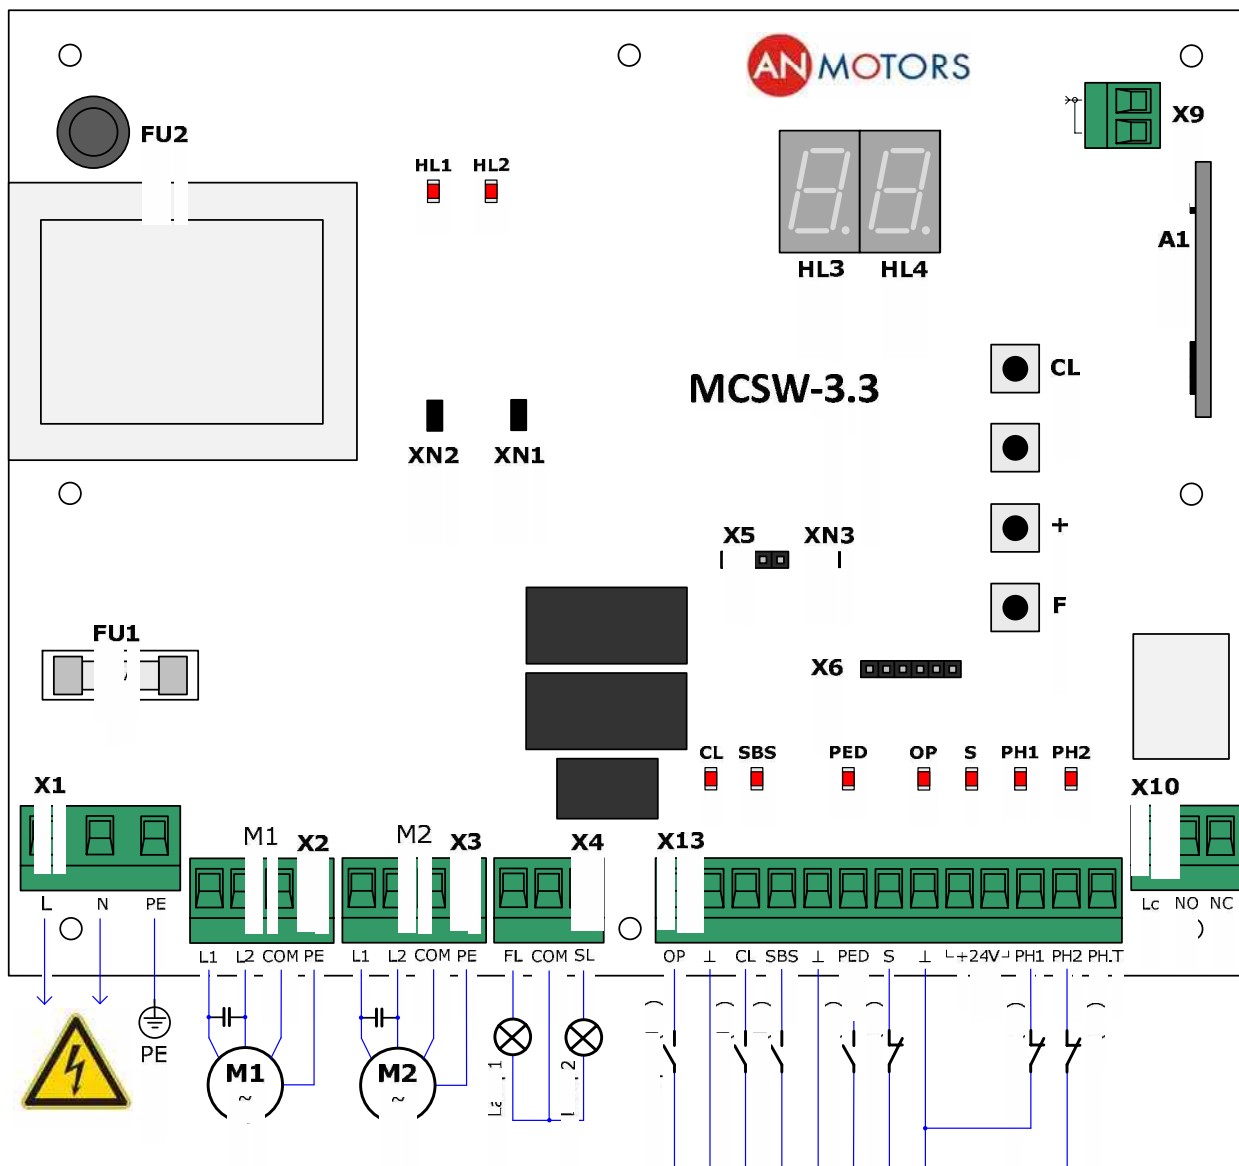 AN MOTORS
FU2
X9
HL1 HL2
A1
HL3 HL4
MCSW-3.3
CL
XN2 XN1
+
X5 XN3
F
FU1
X6
CL SBS PED OP S PH1 PH2
X1
X10
M1 X2 M2 X3 X4 X13
L N PE
Lc NO NC
L1 L2 COM PE L1 L2 COM PE FL COM SL OP ⊥ CL SBS ⊥ PED S ⊥ +24V PH1 PH2 PH.T
PE
M1
~
M2
~
1
2